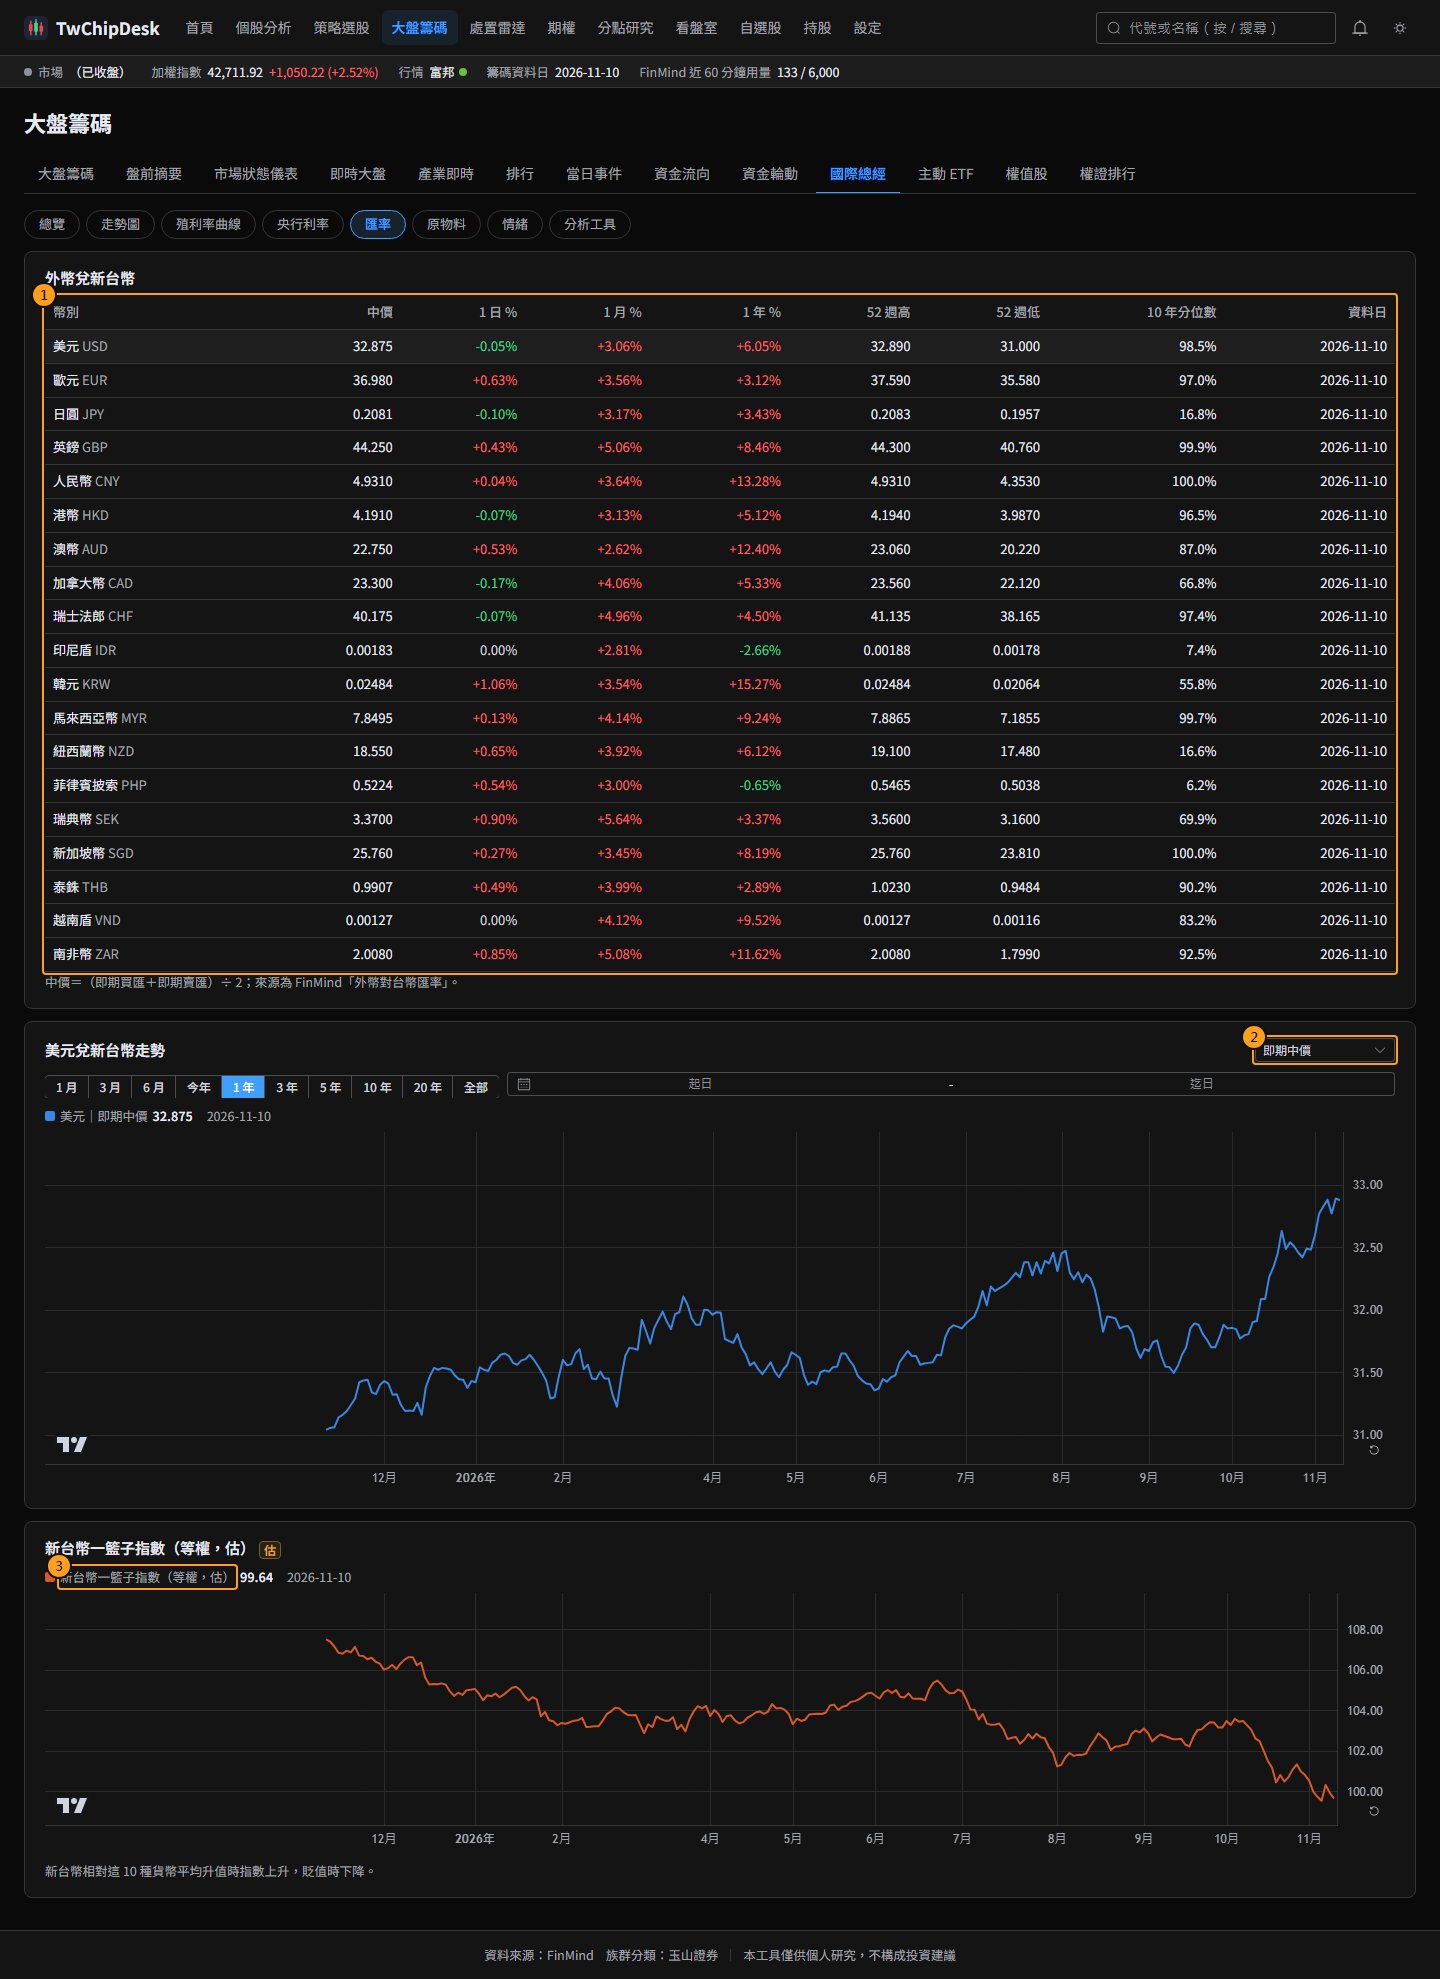 TwChipDesk 首頁 個股分析 策略選股 大盤籌碼 處置雷達 期權 分點研究 看盤室 自選股 持股 設定 代號或名稱 ( 按 / 搜尋 )
市場 （已收盤） 加權指數 42,711.92 +1,050.22 (+2.52%) 行情 富邦 籌碼資料日 2026-11-10 FinMind 近 60 分鐘用量 133 / 6,000
大盤籌碼
大盤籌碼 盤前摘要 市場狀態儀表 即時大盤 產業即時 排行 當日事件 資金流向 資金輪動 國際總經 主動 ETF 權值股 權證排行
總覽 走勢圖 殖利率曲線 央行利率 匯率 原物料 情緒 分析工具
外幣兌新台幣
1
幣別 中價 1 日 % 1 月 % 1 年 % 52 週高 52 週低 10 年分位數 資料日
美元 USD 32.875 -0.05% +3.06% +6.05% 32.890 31.000 98.5% 2026-11-10
歐元 EUR 36.980 +0.63% +3.56% +3.12% 37.590 35.580 97.0% 2026-11-10
日圓 JPY 0.2081 -0.10% +3.17% +3.43% 0.2083 0.1957 16.8% 2026-11-10
英鎊 GBP 44.250 +0.43% +5.06% +8.46% 44.300 40.760 99.9% 2026-11-10
人民幣 CNY 4.9310 +0.04% +3.64% +13.28% 4.9310 4.3530 100.0% 2026-11-10
港幣 HKD 4.1910 -0.07% +3.13% +5.12% 4.1940 3.9870 96.5% 2026-11-10
澳幣 AUD 22.750 +0.53% +2.62% +12.40% 23.060 20.220 87.0% 2026-11-10
加拿大幣 CAD 23.300 -0.17% +4.06% +5.33% 23.560 22.120 66.8% 2026-11-10
瑞士法郎 CHF 40.175 -0.07% +4.96% +4.50% 41.135 38.165 97.4% 2026-11-10
印尼盾 IDR 0.00183 0.00% +2.81% -2.66% 0.00188 0.00178 7.4% 2026-11-10
韓元 KRW 0.02484 +1.06% +3.54% +15.27% 0.02484 0.02064 55.8% 2026-11-10
馬來西亞幣 MYR 7.8495 +0.13% +4.14% +9.24% 7.8865 7.1855 99.7% 2026-11-10
紐西蘭幣 NZD 18.550 +0.65% +3.92% +6.12% 19.100 17.480 16.6% 2026-11-10
菲律賓披索 PHP 0.5224 +0.54% +3.00% -0.65% 0.5465 0.5038 6.2% 2026-11-10
瑞典幣 SEK 3.3700 +0.90% +5.64% +3.37% 3.5600 3.1600 69.9% 2026-11-10
新加坡幣 SGD 25.760 +0.27% +3.45% +8.19% 25.760 23.810 100.0% 2026-11-10
泰銖 THB 0.9907 +0.49% +3.99% +2.89% 1.0230 0.9484 90.2% 2026-11-10
越南盾 VND 0.00127 0.00% +4.12% +9.52% 0.00127 0.00116 83.2% 2026-11-10
南非幣 ZAR 2.0080 +0.85% +5.08% +11.62% 2.0080 1.7990 92.5% 2026-11-10
中價＝（即期買匯＋即期賣匯）÷ 2；來源為 FinMind「外幣對台幣匯率」。
美元兌新台幣走勢 2 即期中價
1 月 3 月 6 月 今年 1 年 3 年 5 年 10 年 20 年 全部 起日 - 迄日
美元｜即期中價 32.875 2026-11-10
33.00
32.50
32.00
31.50
31.00
12月 2026年 2月 4月 5月 6月 7月 8月 9月 10月 11月
新台幣一籃子指數（等權，估） 估
3
新台幣一籃子指數（等權，估） 99.64 2026-11-10
108.00
106.00
104.00
102.00
100.00
12月 2026年 2月 4月 5月 6月 7月 8月 9月 10月 11月
新台幣相對這 10 種貨幣平均升值時指數上升，貶值時下降。
資料來源：FinMind 族群分類：玉山證券 ｜ 本工具僅供個人研究，不構成投資建議